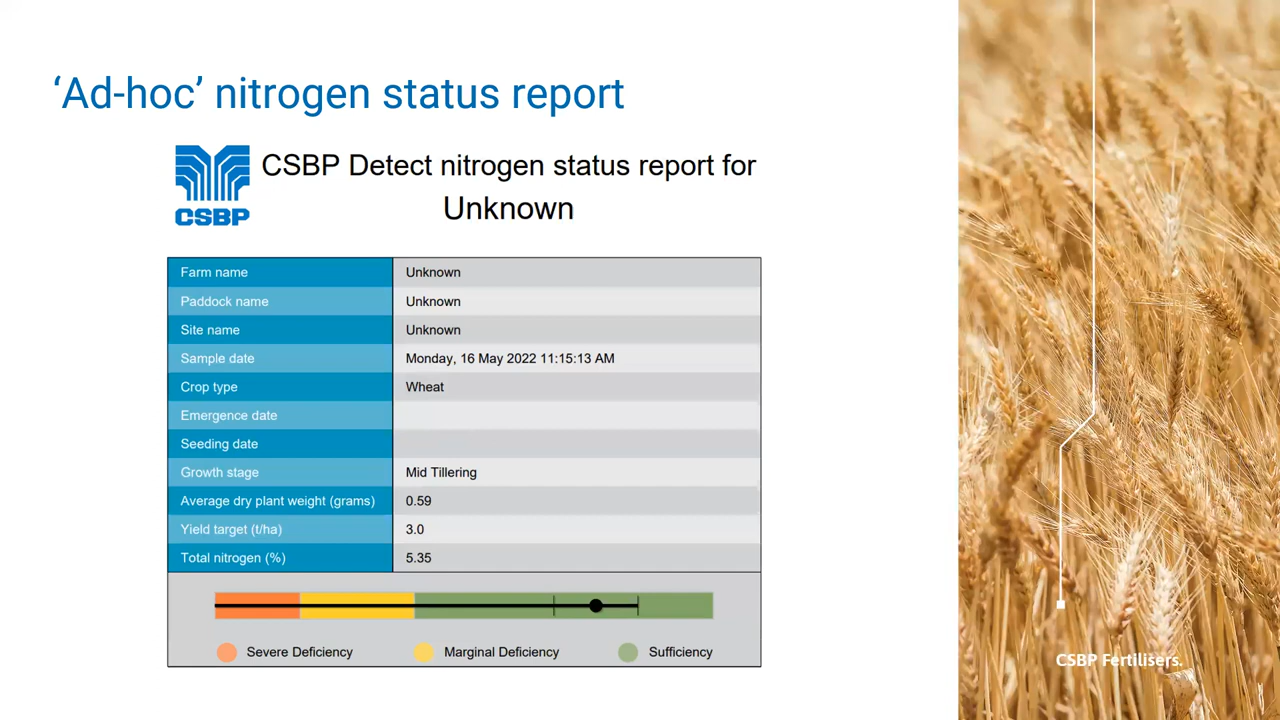 ‘Ad-hoc’ nitrogen status report
CSBP Detect nitrogen status report for
Unknown
CSBP
Farm name Unknown
Paddock name Unknown
Site name Unknown
Sample date Monday, 16 May 2022 11:15:13 AM
Crop type Wheat
Emergence date
Seeding date
Growth stage Mid Tillering
Average dry plant weight (grams) 0.59
Yield target (t/ha) 3.0
Total nitrogen (%) 5.35
Severe Deficiency Marginal Deficiency Sufficiency
CSBP Fertilisers.